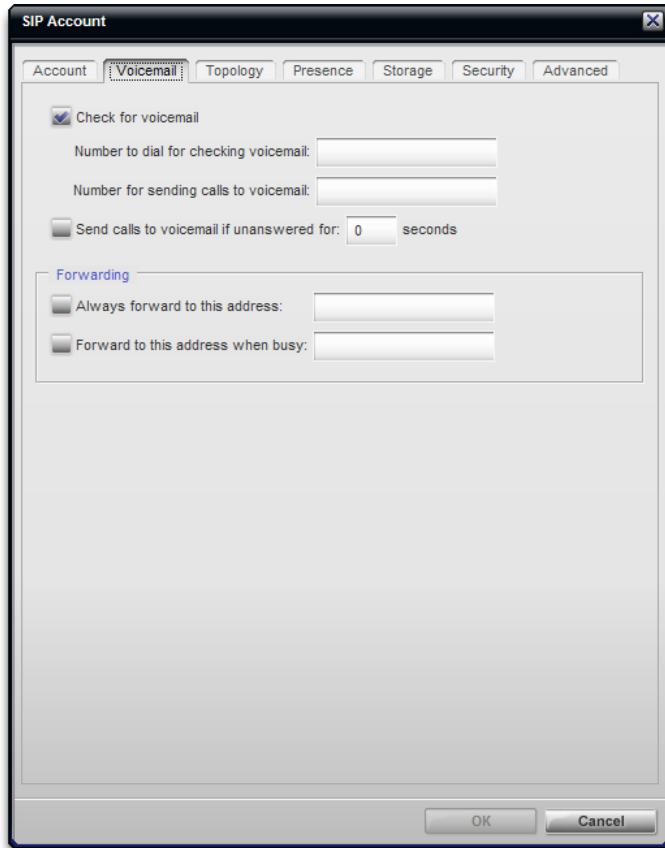 SIP Account
Account Voicemail Topology Presence Storage Security Advanced
Check for voicemail
Number to dial for checking voicemail:
Number for sending calls to voicemail:
Send calls to voicemail if unanswered for: 0 seconds
Forwarding
Always forward to this address:
Forward to this address when busy:
OK Cancel